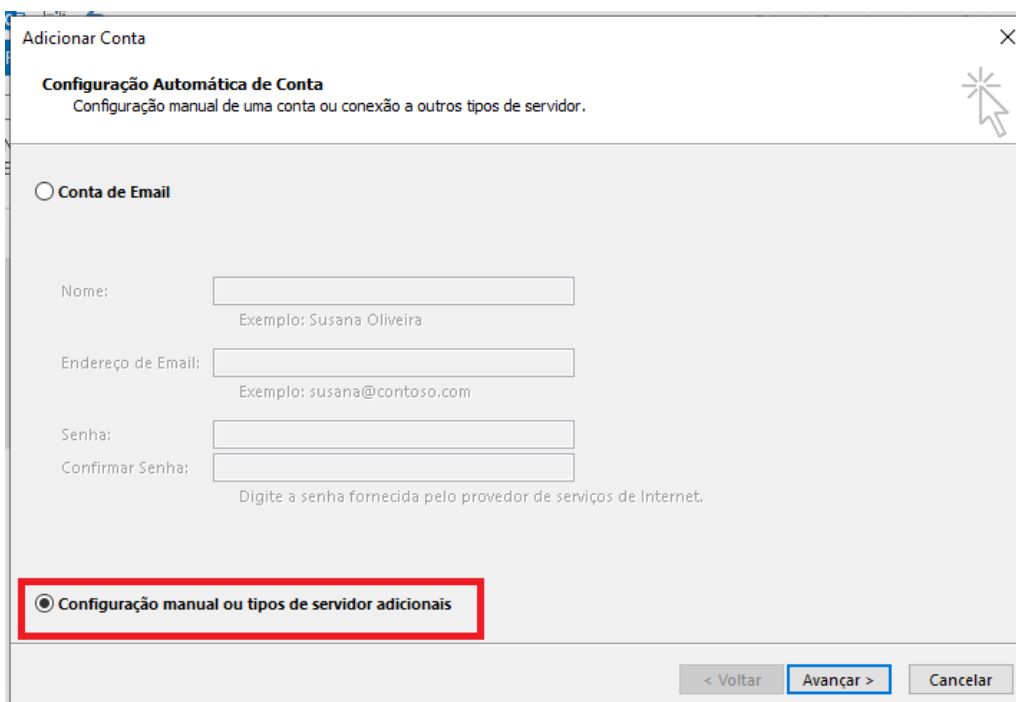 Adicionar Conta
Configuração Automática de Conta
Configuração manual de uma conta ou conexão a outros tipos de servidor.
Conta de Email
Nome:
Exemplo: Susana Oliveira
Endereço de Email:
Exemplo: susana@contoso.com
Senha:
Confirmar Senha:
Digite a senha fornecida pelo provedor de serviços de Internet.
Configuração manual ou tipos de servidor adicionais
< Voltar Avançar > Cancelar